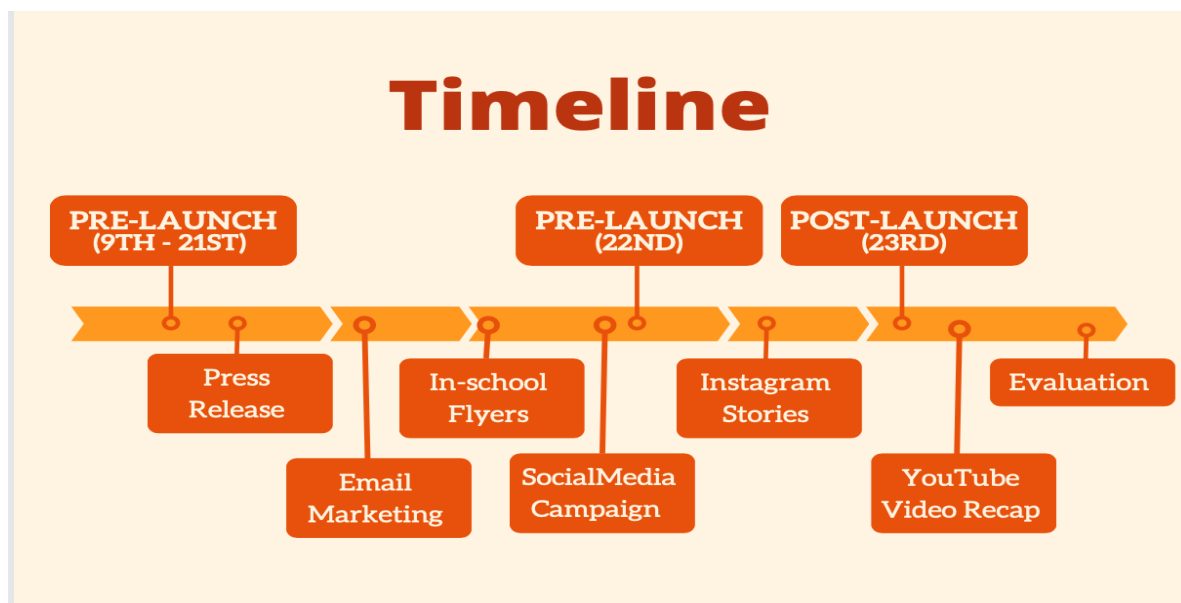 Timeline
PRE-LAUNCH
(9TH - 21ST)
PRE-LAUNCH
(22ND)
POST-LAUNCH
(23RD)
Press
Release
Email
Marketing
In-school
Flyers
SocialMedia
Campaign
Instagram
Stories
YouTube
Video Recap
Evaluation